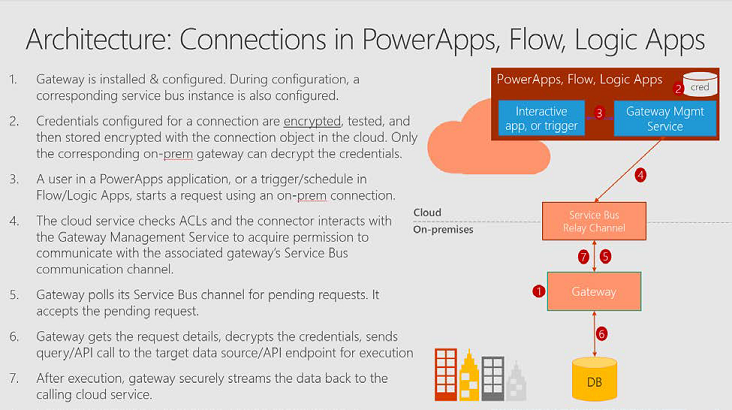 Architecture: Connections in PowerApps, Flow, Logic Apps
1. Gateway is installed & configured. During configuration, a
corresponding service bus instance is also configured.
2. Credentials configured for a connection are encrypted, tested, and
then stored encrypted with the connection object in the cloud. Only
the corresponding on-prem gateway can decrypt the credentials.
3. A user in a PowerApps application, or a trigger/schedule in
Flow/Logic Apps, starts a request using an on-prem connection.
4. The cloud service checks ACLs and the connector interacts with
the Gateway Management Service to acquire permission to
communicate with the associated gateway's Service Bus
communication channel.
5. Gateway polls its Service Bus channel for pending requests. It
accepts the pending request.
6. Gateway gets the request details, decrypts the credentials, sends
query/API call to the target data source/API endpoint for execution
7. After execution, gateway securely streams the data back to the
calling cloud service.
PowerApps, Flow, Logic Apps
2 cred
Interactive
app, or trigger
3
Gateway Mgmt
Service
4
Cloud
On-premises
Service Bus
Relay Channel
7 5
1 Gateway
6
DB